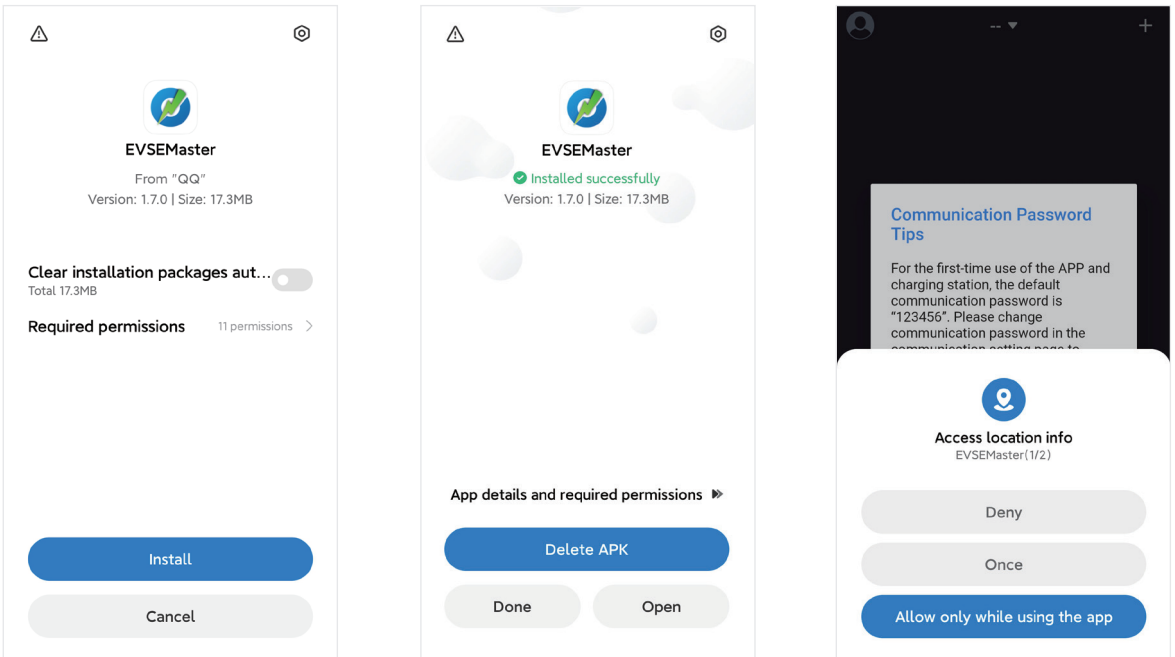 EVSEMaster
From "QQ"
Version: 1.7.0 | Size: 17.3MB
Clear installation packages aut...
Total 17.3MB
Required permissions
11 permissions
Install
Cancel
EVSEMaster
Installed successfully
Version: 1.7.0 | Size: 17.3MB
App details and required permissions
Delete APK
Done
Open
--
Communication Password
Tips
For the first-time use of the APP and
charging station, the default
communication password is
“123456”. Please change
communication password in the
communication setting page to
Access location info
EVSEMaster(1/2)
Deny
Once
Allow only while using the app